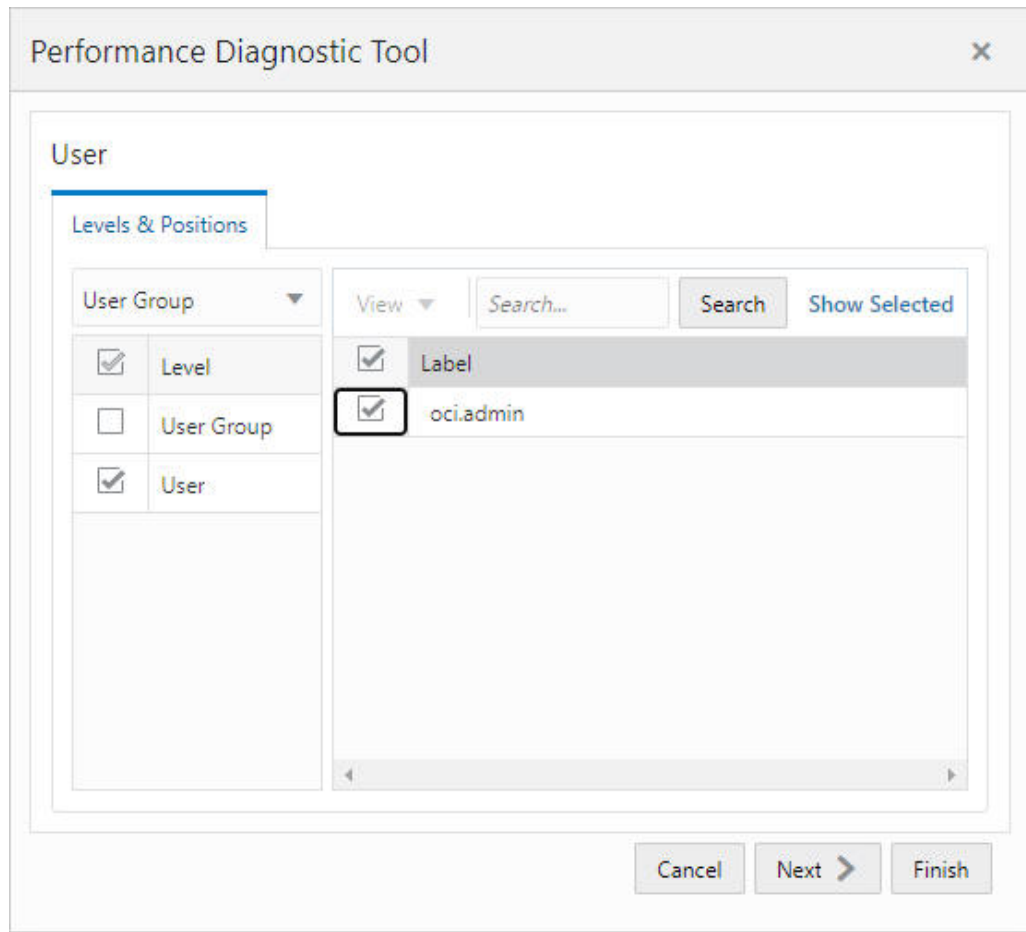 Performance Diagnostic Tool
User
Levels & Positions
User Group
View
Search...
Search
Show Selected
Level
Label
User Group
oci.admin
User
Cancel
Next
Finish